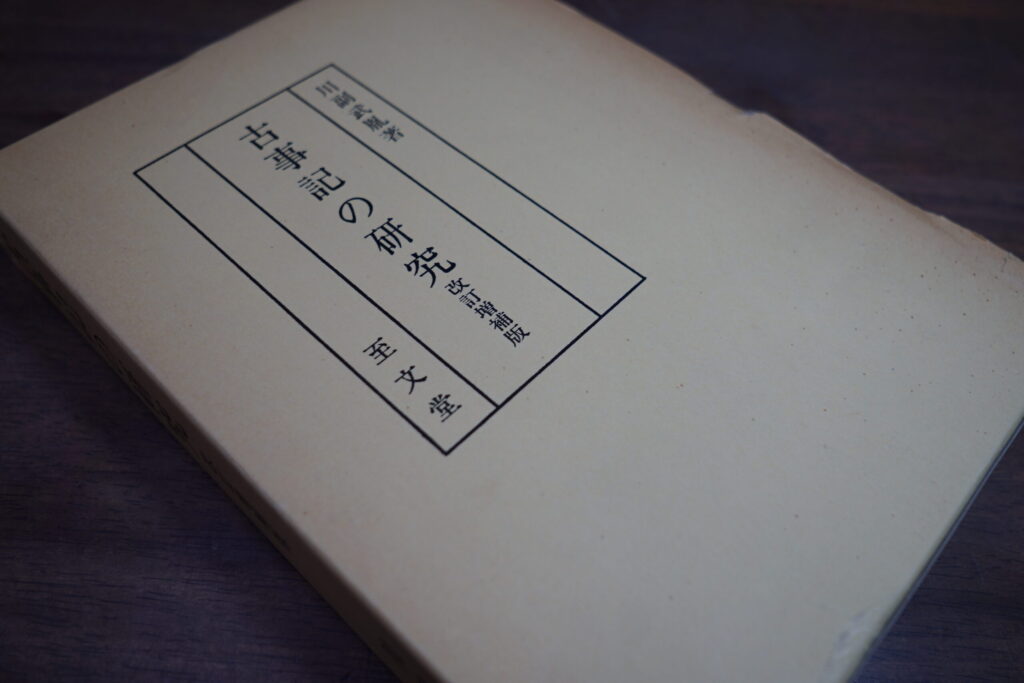 川副武胤著
古事記の研究 改訂増補版
至文堂